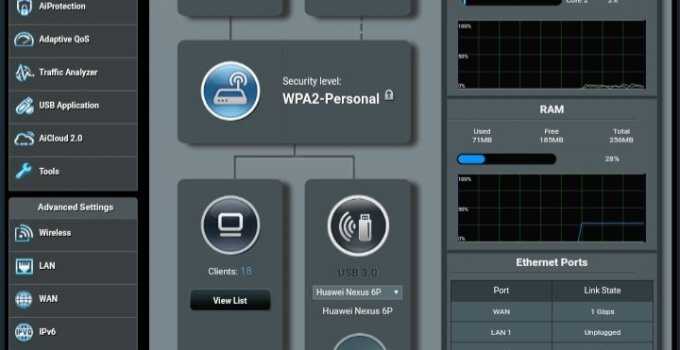 AiProtection
Adaptive QoS
Traffic Analyzer
USB Application
AiCloud 2.0
Tools
Advanced Settings
Wireless
LAN
WAN
IPv6
Security level:
WPA2-Personal
Clients: 18
View List
USB 3.0
Huawei Nexus 6P
Huawei Nexus 6P
Core 2 2%
100%
50%
0%
RAM
Used Free Total
71MB 185MB 256MB
28%
100%
50%
0%
Ethernet Ports
Port Link State
WAN 1 Gbps
LAN 1 Unplugged